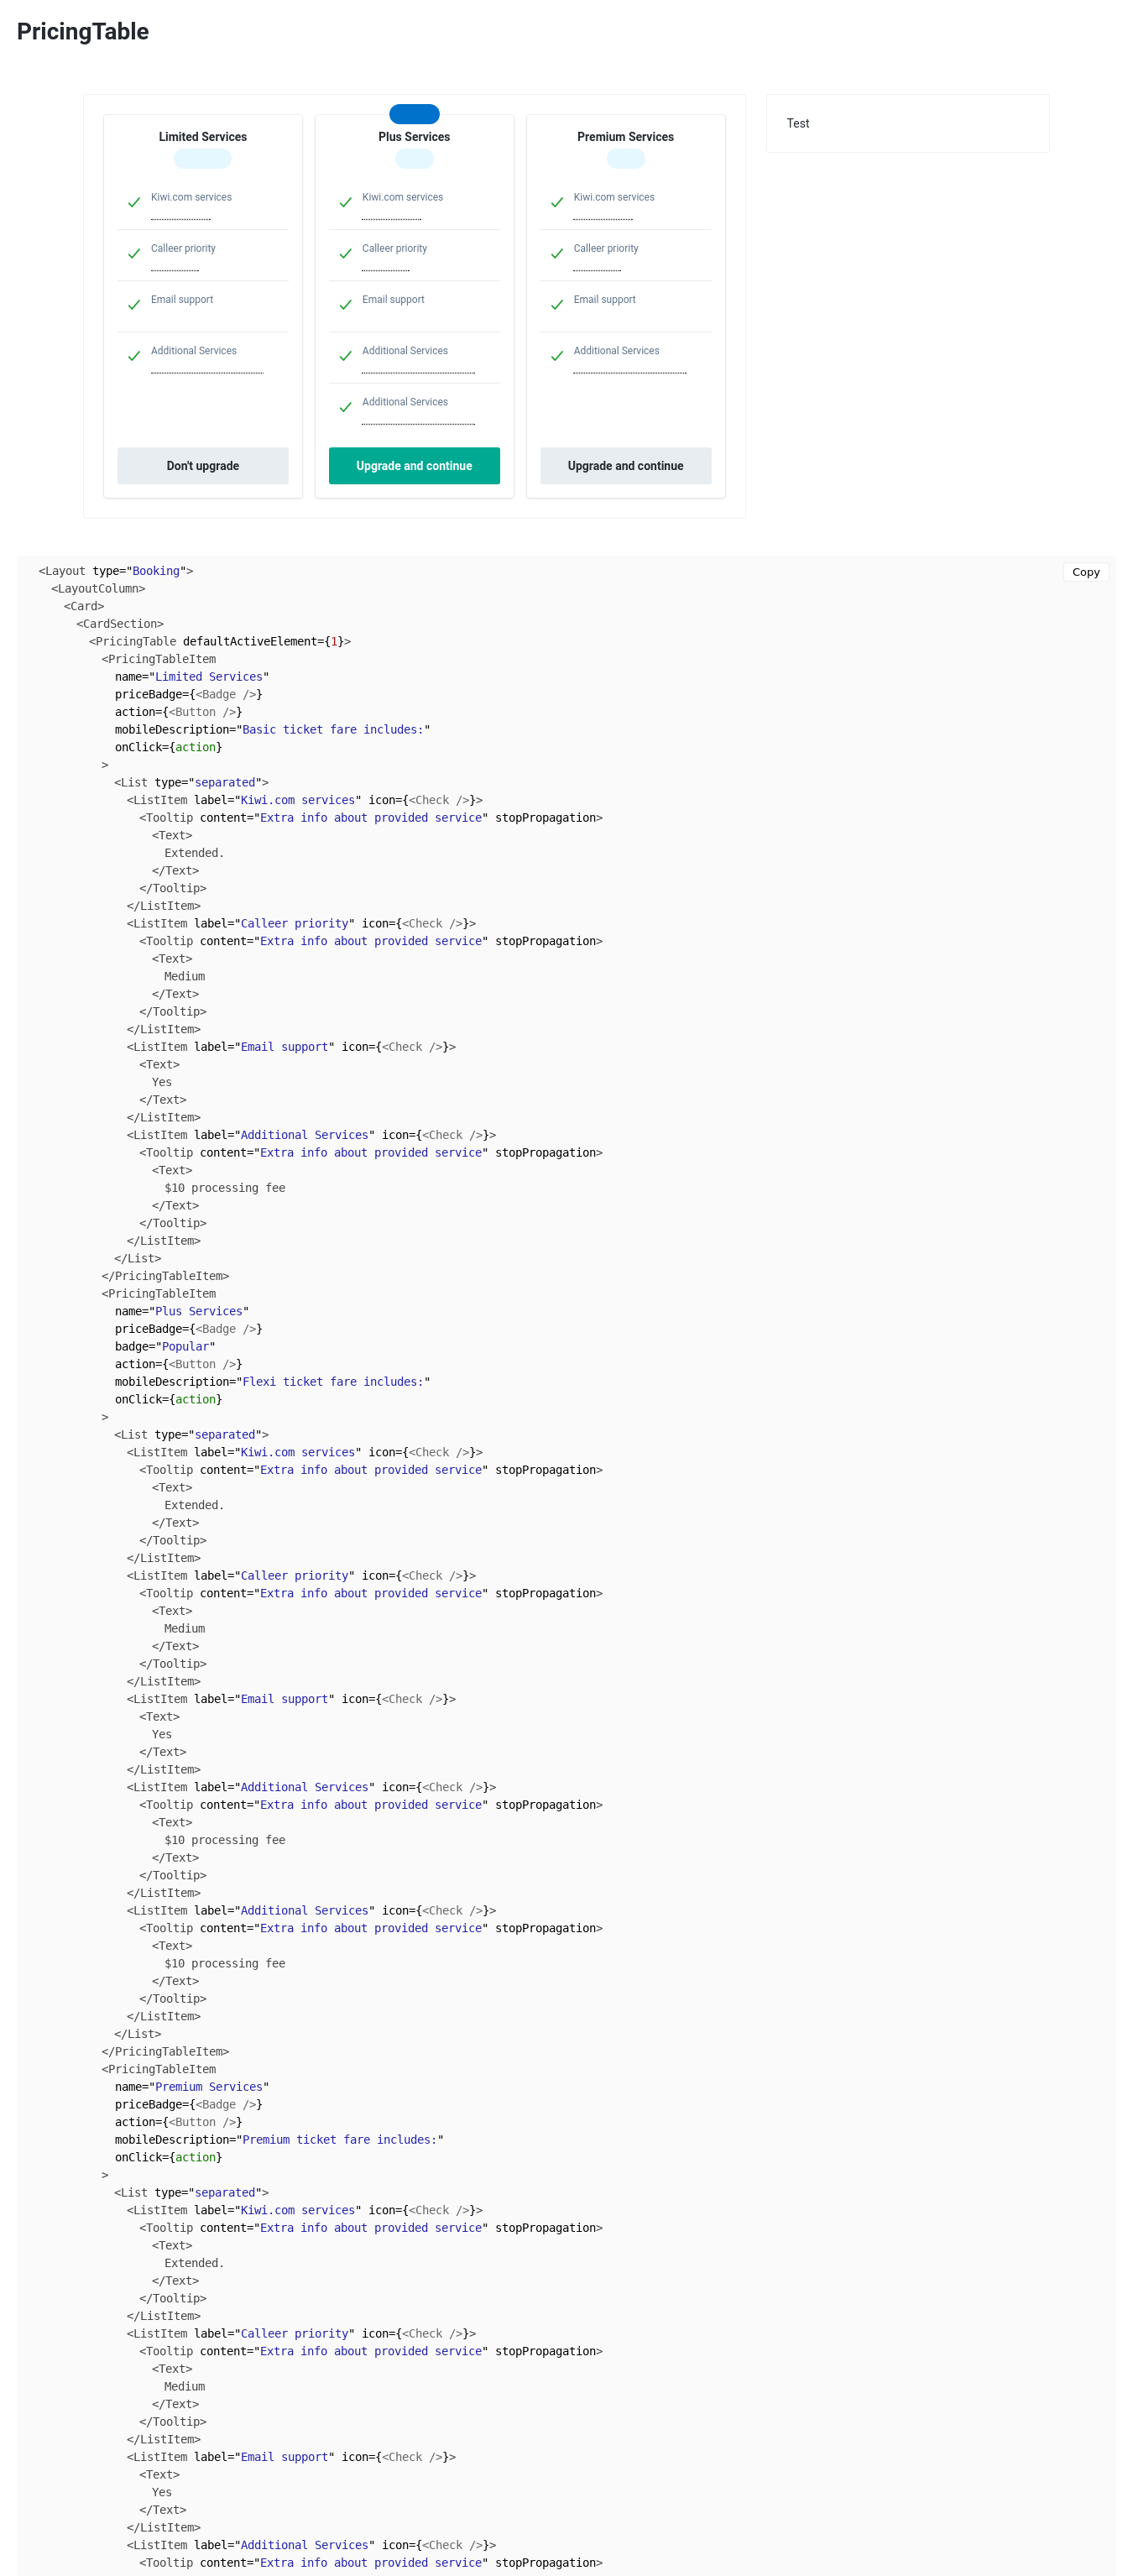 PricingTable
Limited Services
Kiwi.com services
Calleer priority
Email support
Additional Services
Don't upgrade
Plus Services
Kiwi.com services
Calleer priority
Email support
Additional Services
Additional Services
Upgrade and continue
Premium Services
Kiwi.com services
Calleer priority
Email support
Additional Services
Upgrade and continue
Test
Copy
<Layout type="Booking">
<LayoutColumn>
<Card>
<CardSection>
<PricingTable defaultActiveElement={1}>
<PricingTableItem
name="Limited Services"
priceBadge={<Badge />}
action={<Button />}
mobileDescription="Basic ticket fare includes:"
onClick={action}
>
<List type="separated">
<ListItem label="Kiwi.com services" icon={<Check />}>
<Tooltip content="Extra info about provided service" stopPropagation>
<Text>
Extended.
</Text>
</Tooltip>
</ListItem>
<ListItem label="Calleer priority" icon={<Check />}>
<Tooltip content="Extra info about provided service" stopPropagation>
<Text>
Medium
</Text>
</Tooltip>
</ListItem>
<ListItem label="Email support" icon={<Check />}>
<Text>
Yes
</Text>
</ListItem>
<ListItem label="Additional Services" icon={<Check />}>
<Tooltip content="Extra info about provided service" stopPropagation>
<Text>
$10 processing fee
</Text>
</Tooltip>
</ListItem>
</List>
</PricingTableItem>
<PricingTableItem
name="Plus Services"
priceBadge={<Badge />}
badge="Popular"
action={<Button />}
mobileDescription="Flexi ticket fare includes:"
onClick={action}
>
<List type="separated">
<ListItem label="Kiwi.com services" icon={<Check />}>
<Tooltip content="Extra info about provided service" stopPropagation>
<Text>
Extended.
</Text>
</Tooltip>
</ListItem>
<ListItem label="Calleer priority" icon={<Check />}>
<Tooltip content="Extra info about provided service" stopPropagation>
<Text>
Medium
</Text>
</Tooltip>
</ListItem>
<ListItem label="Email support" icon={<Check />}>
<Text>
Yes
</Text>
</ListItem>
<ListItem label="Additional Services" icon={<Check />}>
<Tooltip content="Extra info about provided service" stopPropagation>
<Text>
$10 processing fee
</Text>
</Tooltip>
</ListItem>
<ListItem label="Additional Services" icon={<Check />}>
<Tooltip content="Extra info about provided service" stopPropagation>
<Text>
$10 processing fee
</Text>
</Tooltip>
</ListItem>
</List>
</PricingTableItem>
<PricingTableItem
name="Premium Services"
priceBadge={<Badge />}
action={<Button />}
mobileDescription="Premium ticket fare includes:"
onClick={action}
>
<List type="separated">
<ListItem label="Kiwi.com services" icon={<Check />}>
<Tooltip content="Extra info about provided service" stopPropagation>
<Text>
Extended.
</Text>
</Tooltip>
</ListItem>
<ListItem label="Calleer priority" icon={<Check />}>
<Tooltip content="Extra info about provided service" stopPropagation>
<Text>
Medium
</Text>
</Tooltip>
</ListItem>
<ListItem label="Email support" icon={<Check />}>
<Text>
Yes
</Text>
</ListItem>
<ListItem label="Additional Services" icon={<Check />}>
<Tooltip content="Extra info about provided service" stopPropagation>